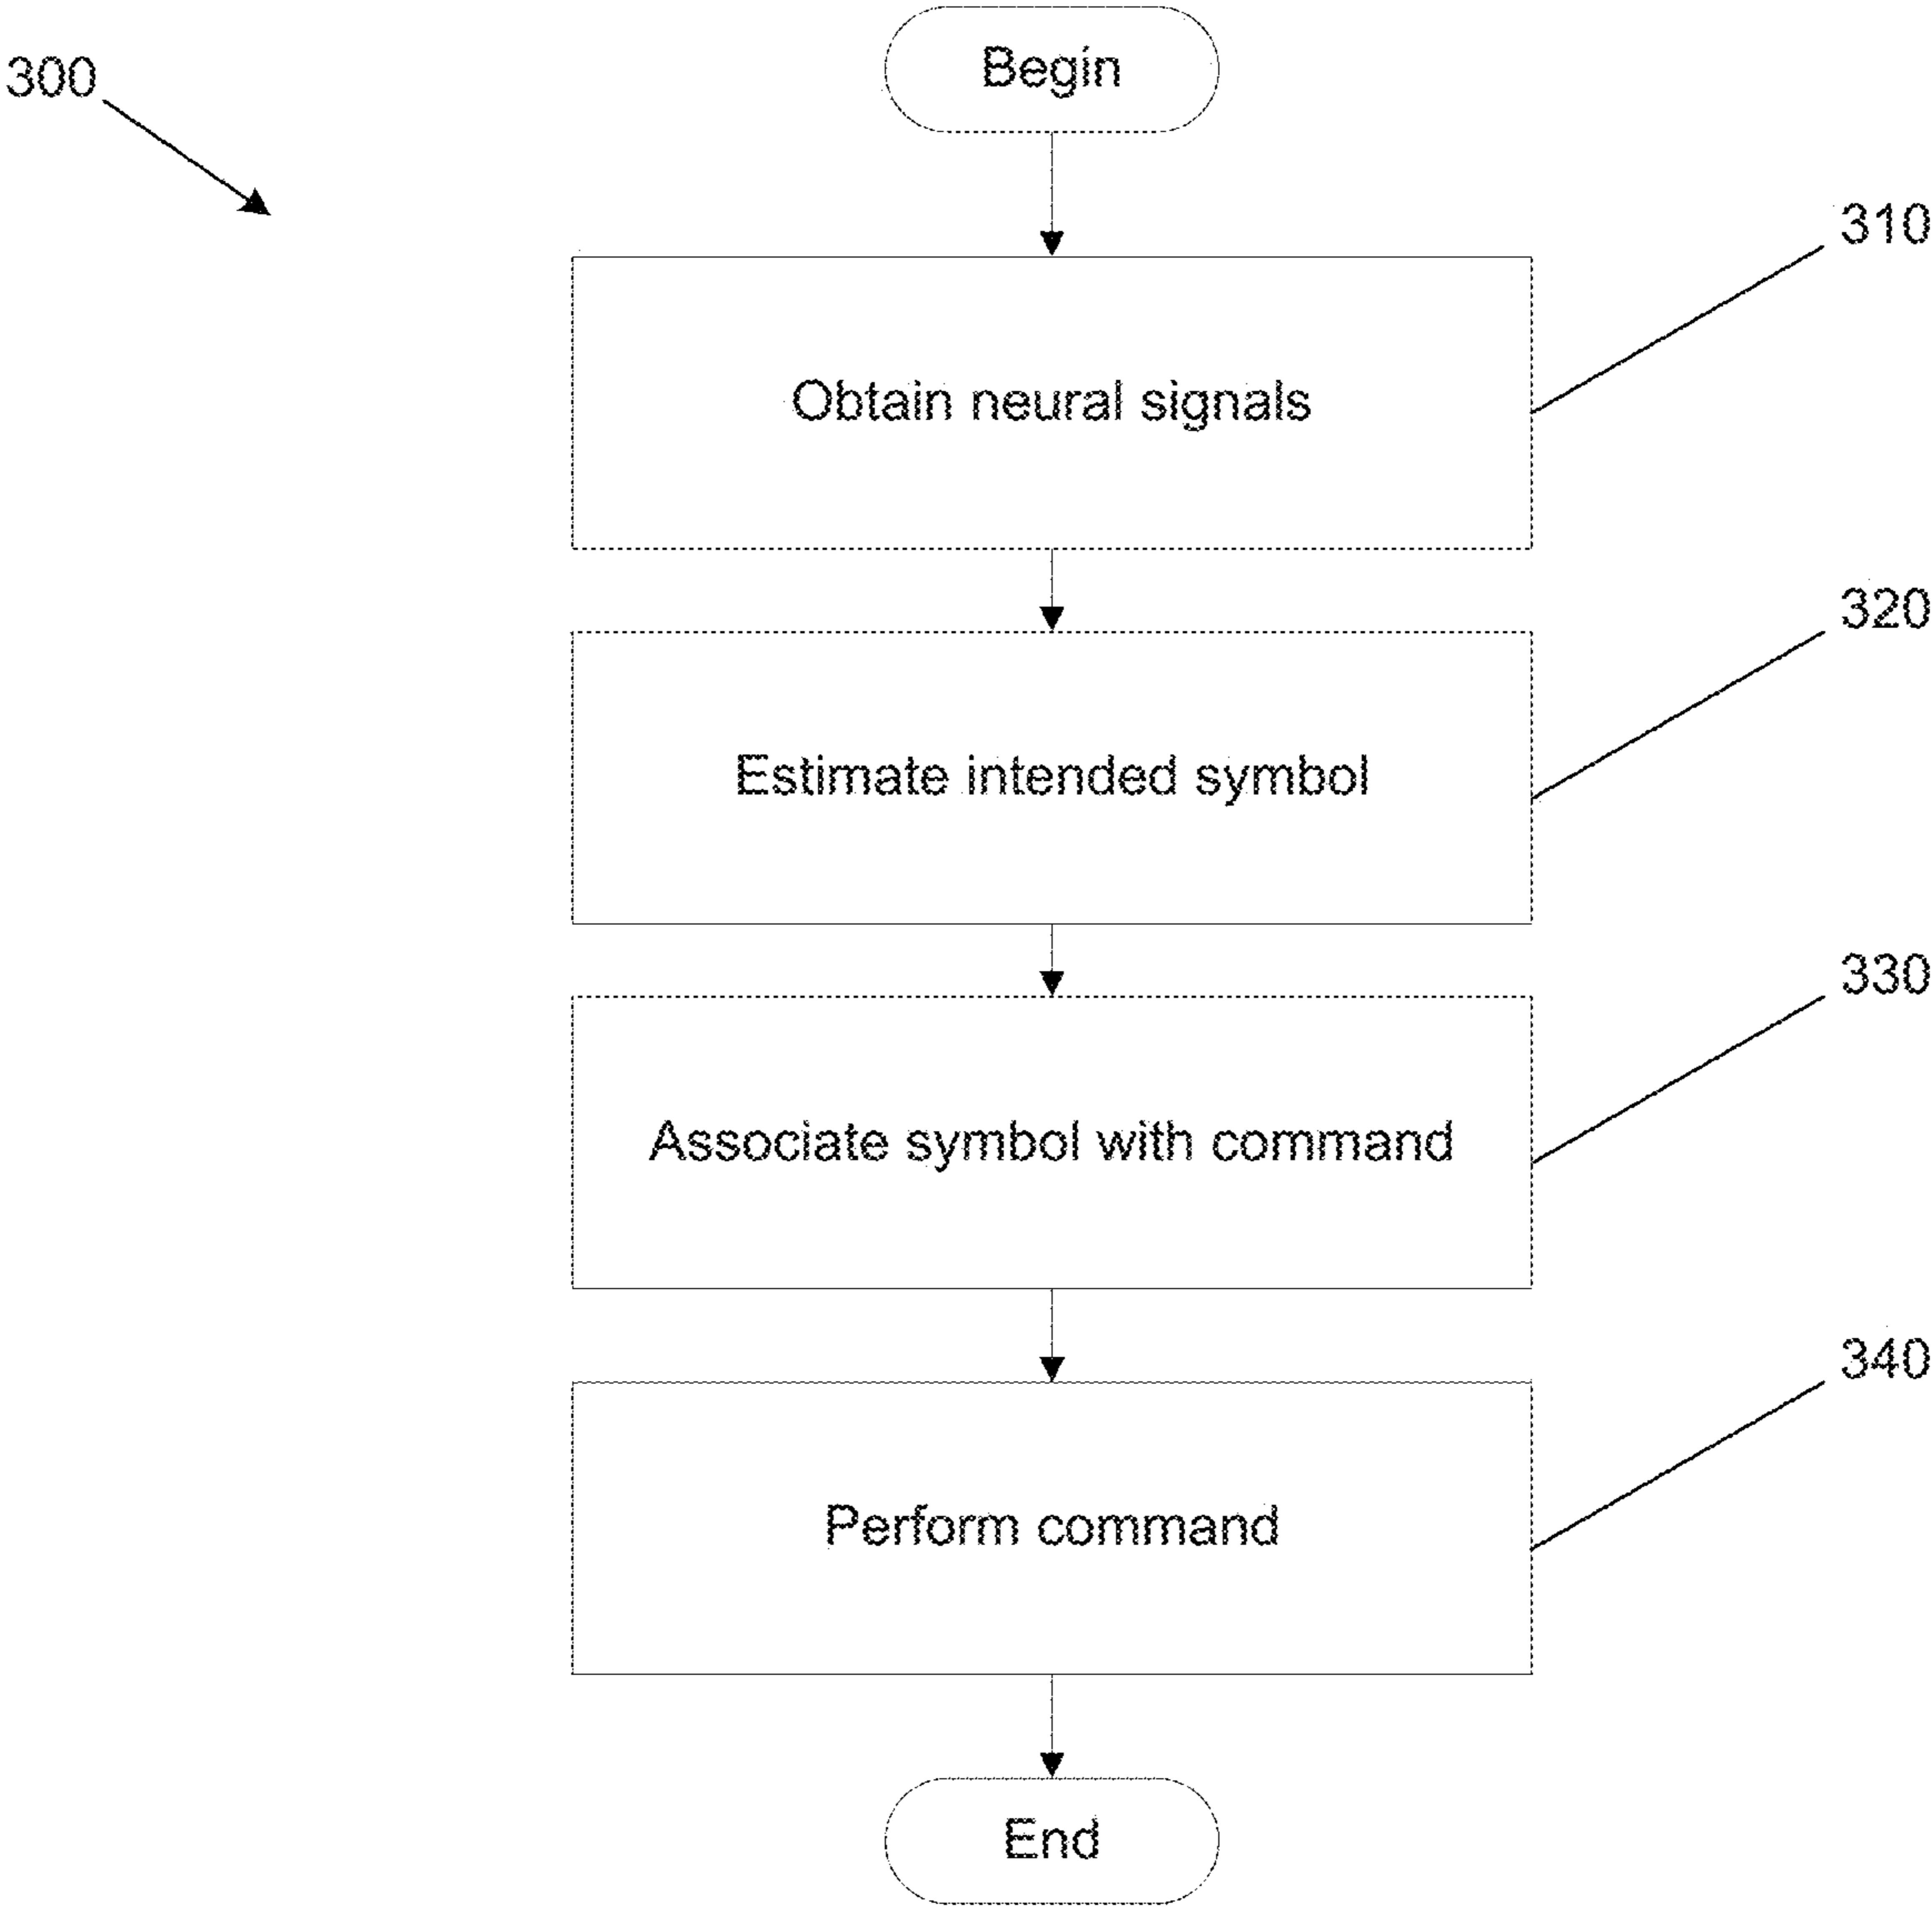 Begin
300
310
Obtain neural signals
320
Estimate intended symbol
330
Associate symbol with command
340
Perform command
End